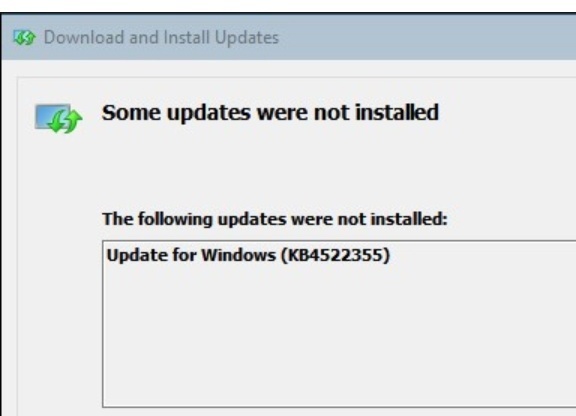 Download and Install Updates
Some updates were not installed
The following updates were not installed:
Update for Windows (KB4522355)